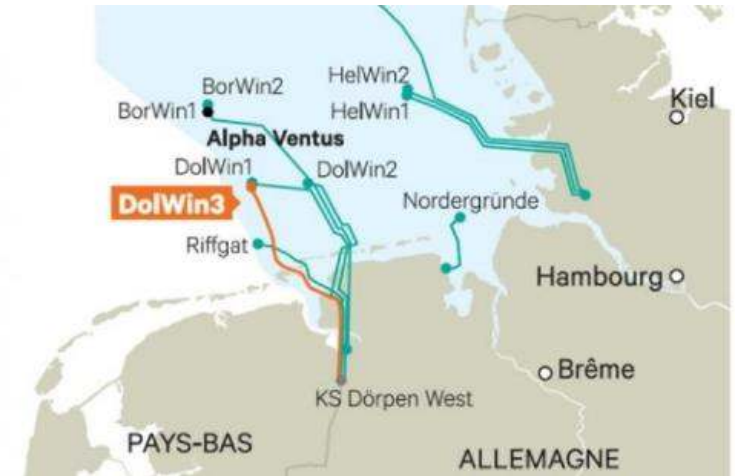 HelWin2
BorWin2
BorWin1
HelWin1
Kiel
Alpha Ventus
DolWin1
DolWin2
DolWin3
Nordergründe
Riffgat
Hambourg
Brême
KS Dörpen West
PAYS-BAS
ALLEMAGNE